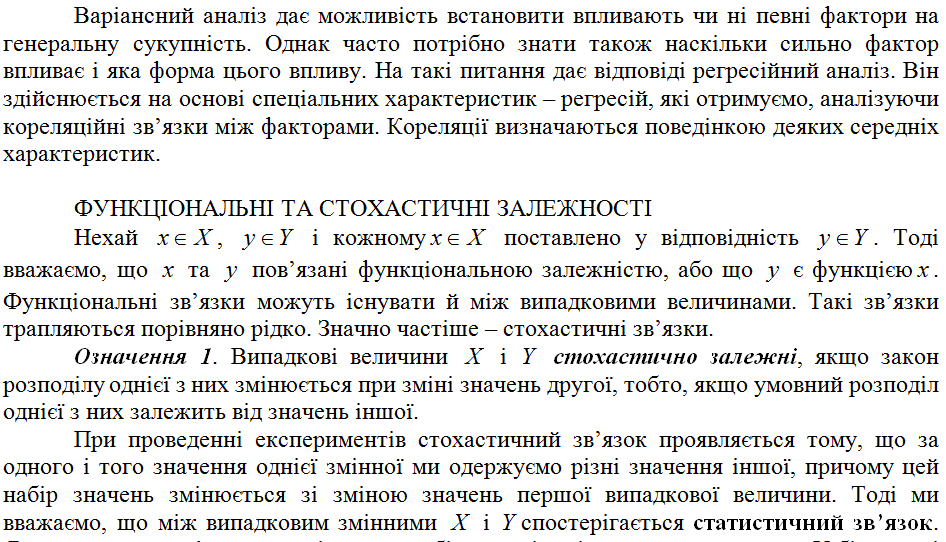 Варіансний аналіз дає можливість встановити впливають чи ні певні фактори на
генеральну сукупність. Однак часто потрібно знати також наскільки сильно фактор
впливає і яка форма цього впливу. На такі питання дає відповіді регресійний аналіз. Він
здійснюється на основі спеціальних характеристик – регресій, які отримуємо, аналізуючи
кореляційні зв’язки між факторами. Кореляції визначаються поведінкою деяких середніх
характеристик.
ФУНКЦІОНАЛЬНІ ТА СТОХАСТИЧНІ ЗАЛЕЖНОСТІ
Нехай x ∈ X, y ∈ Y і кожному x ∈ X поставлено у відповідність y ∈ Y. Тоді
вважаємо, що x та y пов’язані функціональною залежністю, або що y є функцією x.
Функціональні зв’язки можуть існувати й між випадковими величинами. Такі зв’язки
трапляються порівняно рідко. Значно частіше – стохастичні зв’язки.
Означення 1. Випадкові величини X і Y стохастично залежні, якщо закон
розподілу однієї з них змінюється при зміні значень другої, тобто, якщо умовний розподіл
однієї з них залежить від значень іншої.
При проведенні експериментів стохастичний зв’язок проявляється тому, що за
одного і того значення однієї змінної ми одержуємо різні значення іншої, причому цей
набір значень змінюється зі зміною значень першої випадкової величини. Тоді ми
вважаємо, що між випадковим змінними X і Y спостерігається статистичний зв’язок.